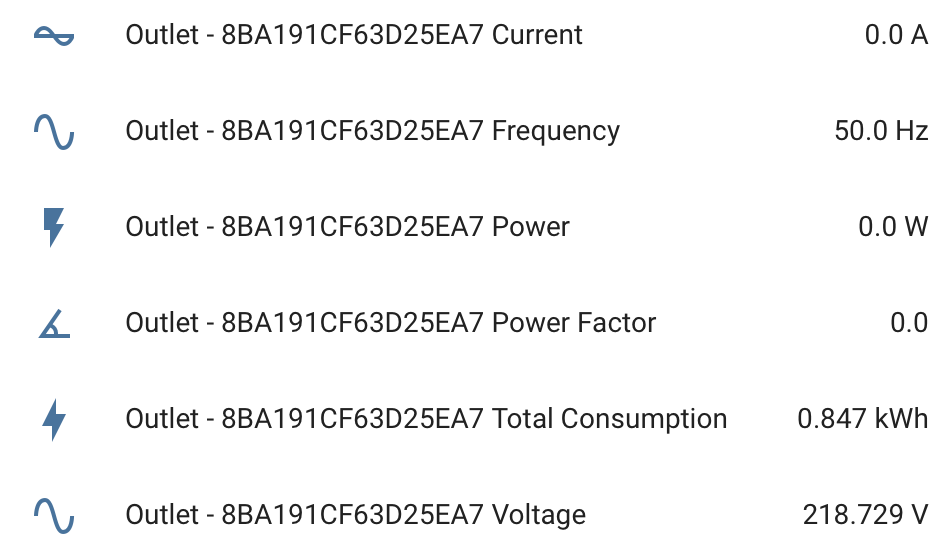 Outlet - 8BA191CF63D25EA7 Current 0.0 A
Outlet - 8BA191CF63D25EA7 Frequency 50.0 Hz
Outlet - 8BA191CF63D25EA7 Power 0.0 W
Outlet - 8BA191CF63D25EA7 Power Factor 0.0
Outlet - 8BA191CF63D25EA7 Total Consumption 0.847 kWh
Outlet - 8BA191CF63D25EA7 Voltage 218.729 V